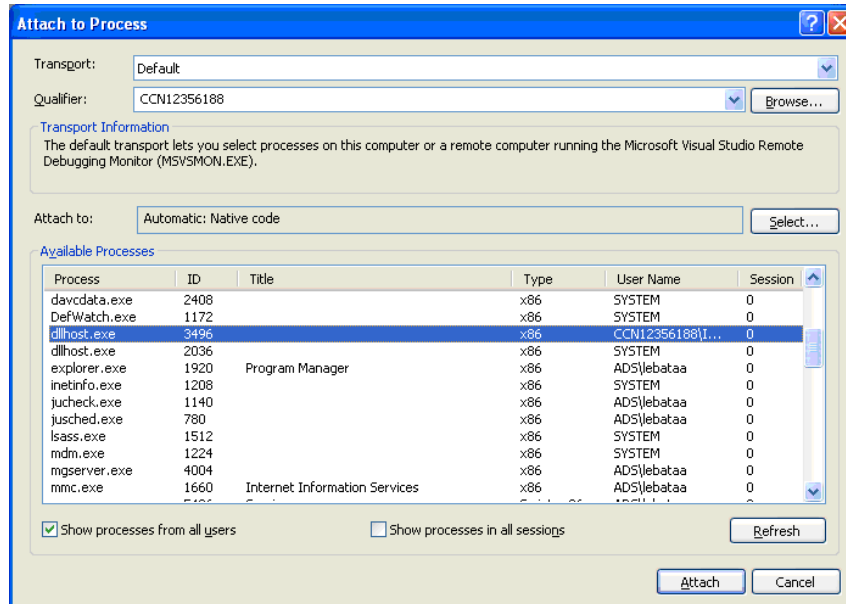 Attach to Process
Transport: Default
Qualifier: CCN12356188 Browse...
Transport Information
The default transport lets you select processes on this computer or a remote computer running the Microsoft Visual Studio Remote
Debugging Monitor (MSVSMON.EXE).
Attach to: Automatic: Native code Select...
Available Processes
Process ID Title Type User Name Session
davcdata.exe 2408 x86 SYSTEM 0
DefWatch.exe 1172 x86 SYSTEM 0
dllhost.exe 3496 x86 CCN12356188\I... 0
dllhost.exe 2036 x86 SYSTEM 0
explorer.exe 1920 Program Manager x86 ADS\lebataa 0
inetinfo.exe 1208 x86 SYSTEM 0
jucheck.exe 1140 x86 ADS\lebataa 0
jusched.exe 780 x86 ADS\lebataa 0
lsass.exe 1512 x86 SYSTEM 0
mdm.exe 1224 x86 SYSTEM 0
mgserver.exe 4004 x86 ADS\lebataa 0
mmc.exe 1660 Internet Information Services x86 ADS\lebataa 0
Show processes from all users Show processes in all sessions Refresh
Attach Cancel